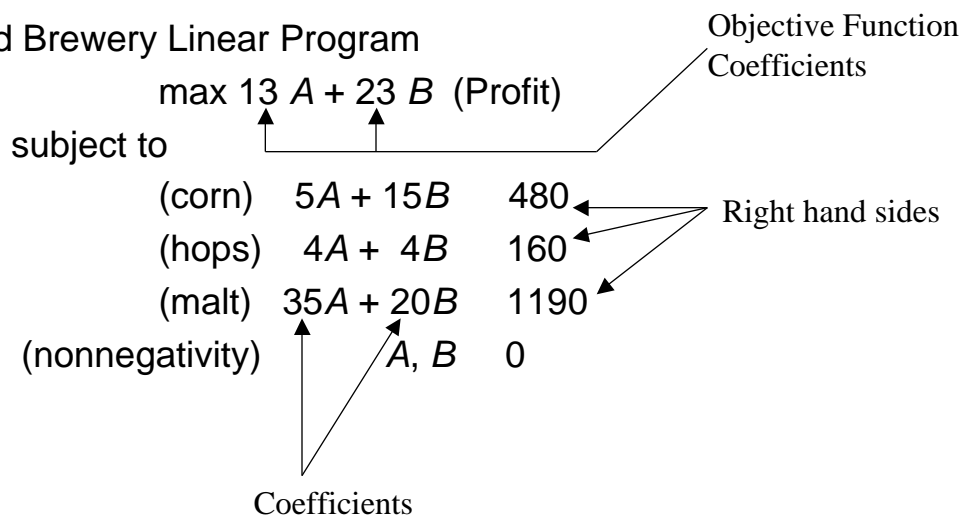 Brewery Linear Program
Objective Function
Coefficients
max 13 A + 23 B (Profit)
subject to
(corn) 5A + 15B 480
(hops) 4A + 4B 160
(malt) 35A + 20B 1190
(nonnegativity) A, B 0
Right hand sides
Coefficients